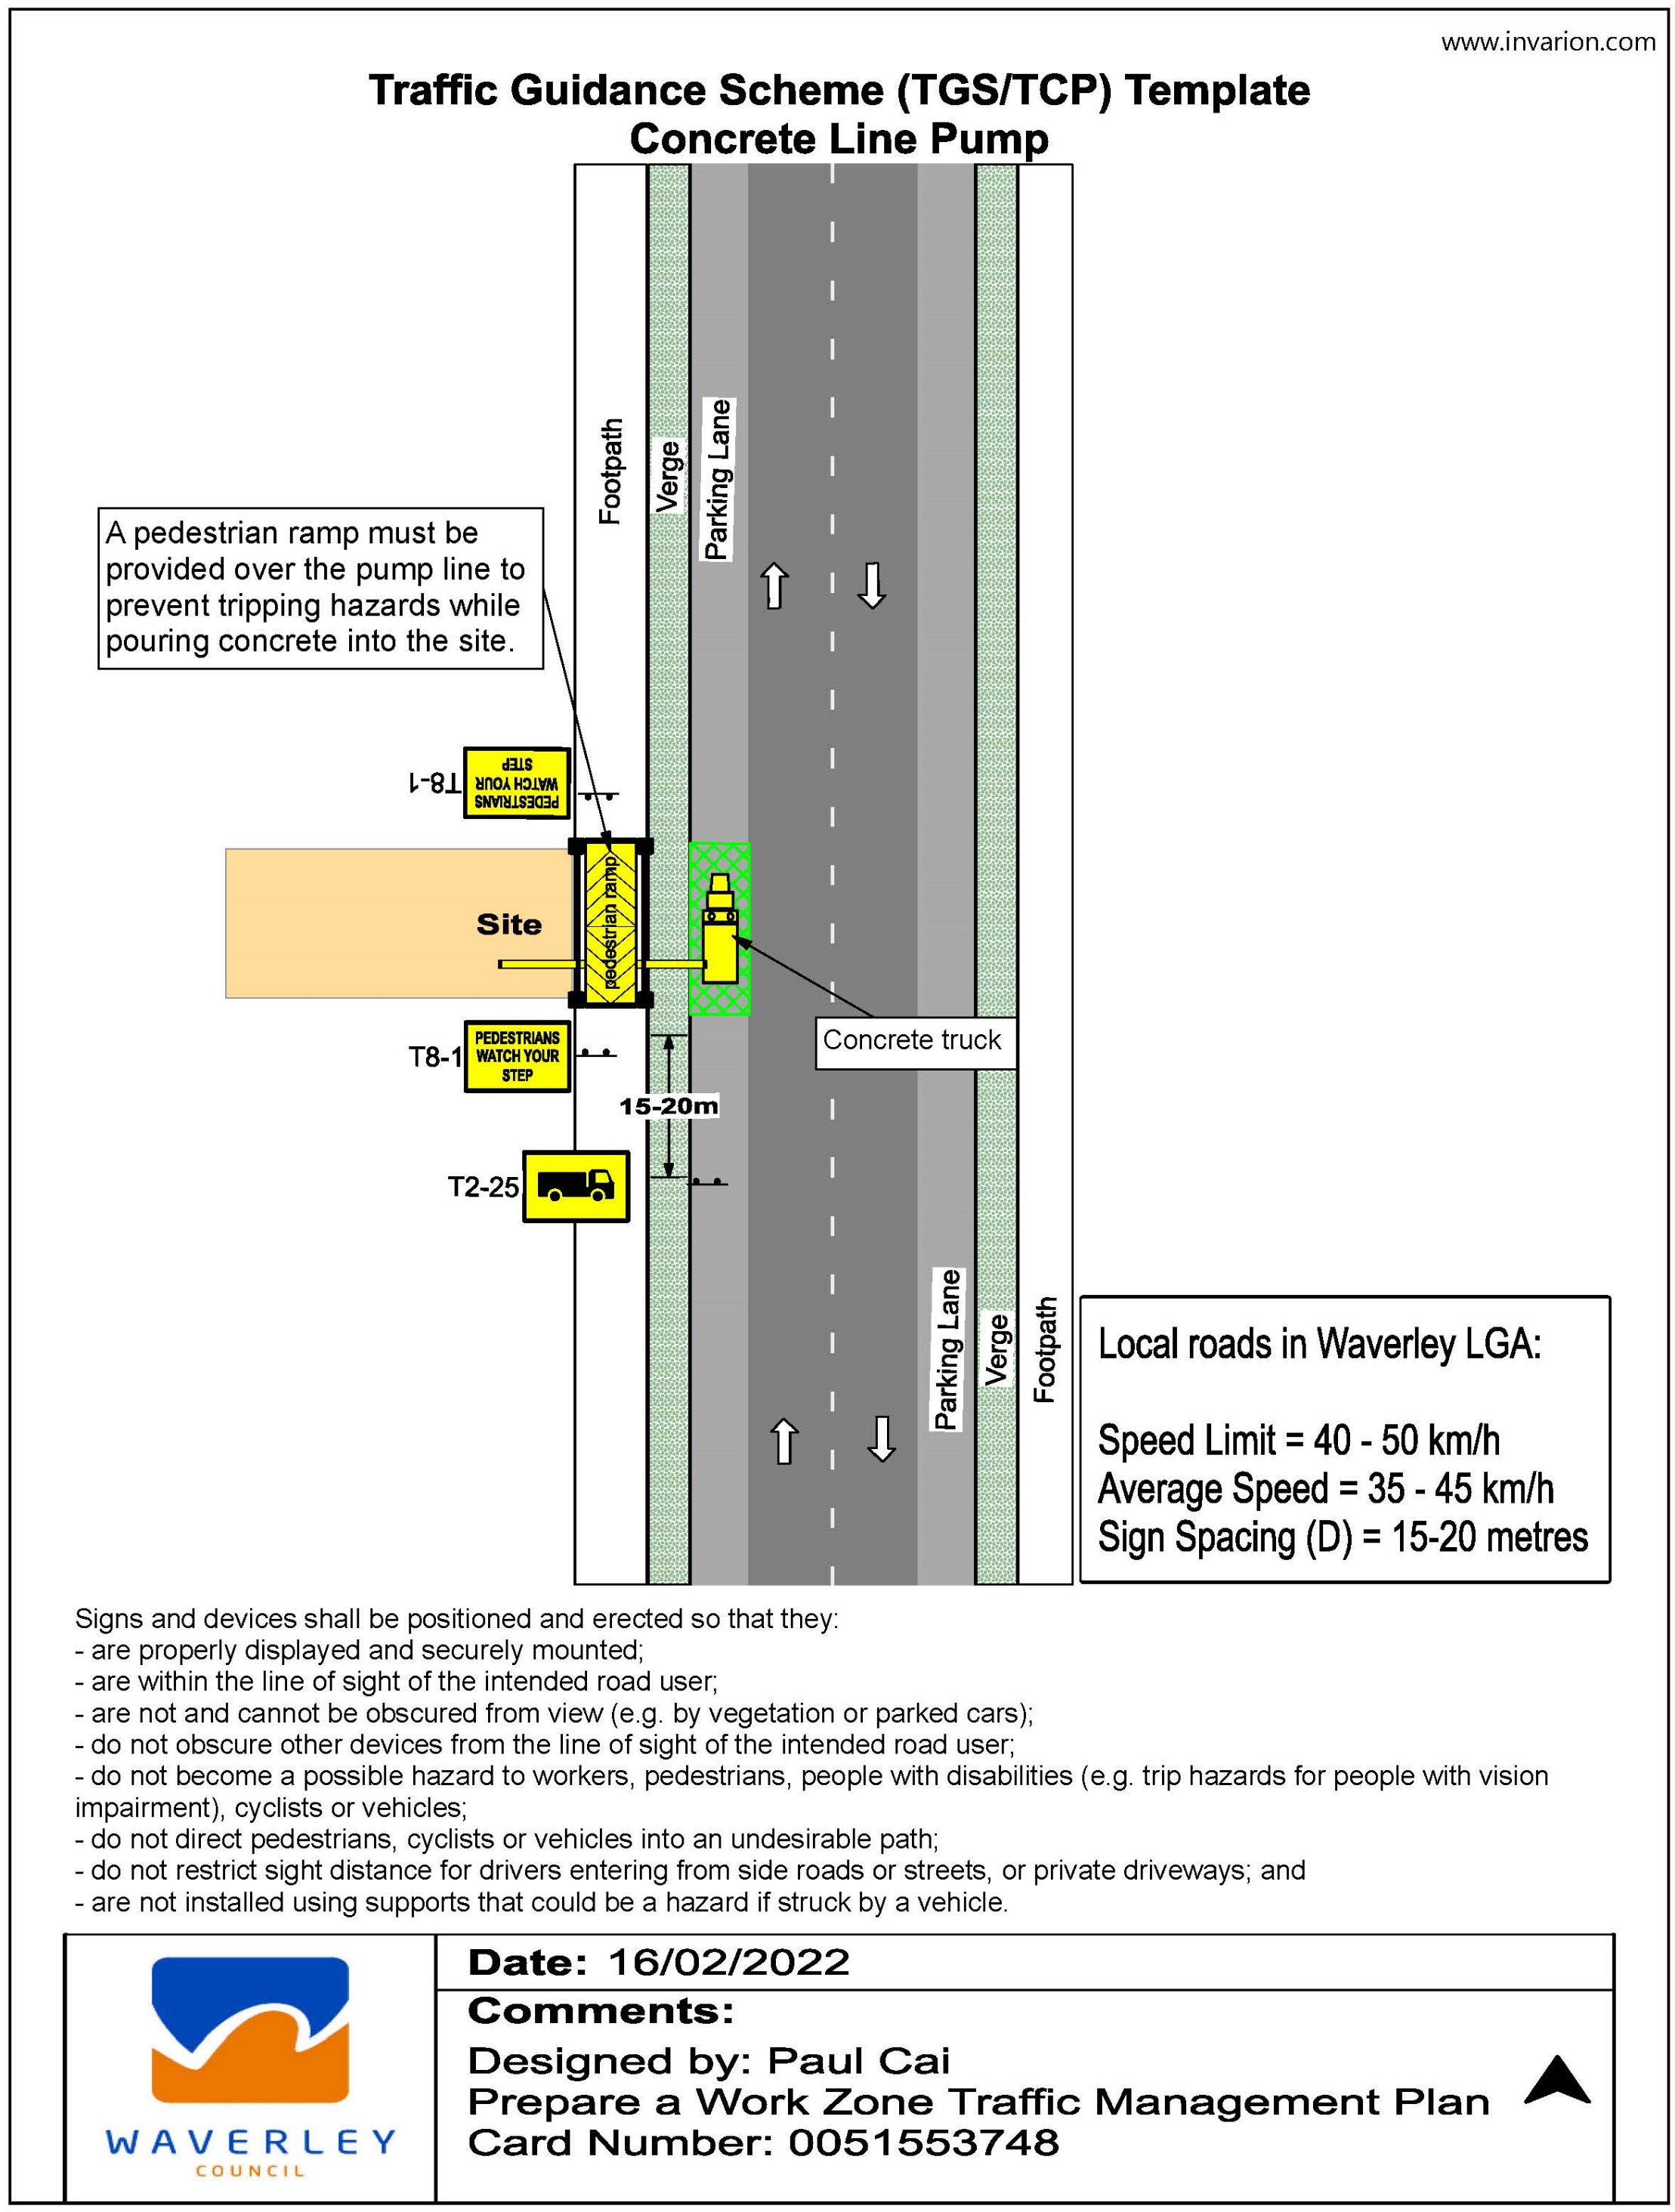 www.invarion.com
Traffic Guidance Scheme (TGS/TCP) Template
Concrete Line Pump
Footpath
Verge
Parking Lane
A pedestrian ramp must be
provided over the pump line to
prevent tripping hazards while
pouring concrete into the site.
T8-1
PEDESTRIANS
WATCH YOUR
STEP
Site
pedestrian ramp
Concrete truck
T8-1
PEDESTRIANS
WATCH YOUR
STEP
15-20m
T2-25
Parking Lane
Verge
Footpath
Local roads in Waverley LGA:
Speed Limit = 40 - 50 km/h
Average Speed = 35 - 45 km/h
Sign Spacing (D) = 15-20 metres
Signs and devices shall be positioned and erected so that they:
- are properly displayed and securely mounted;
- are within the line of sight of the intended road user;
- are not and cannot be obscured from view (e.g. by vegetation or parked cars);
- do not obscure other devices from the line of sight of the intended road user;
- do not become a possible hazard to workers, pedestrians, people with disabilities (e.g. trip hazards for people with vision
impairment), cyclists or vehicles;
- do not direct pedestrians, cyclists or vehicles into an undesirable path;
- do not restrict sight distance for drivers entering from side roads or streets, or private driveways; and
- are not installed using supports that could be a hazard if struck by a vehicle.
WAVERLEY
COUNCIL
Date: 16/02/2022
Comments:
Designed by: Paul Cai
Prepare a Work Zone Traffic Management Plan
Card Number: 0051553748